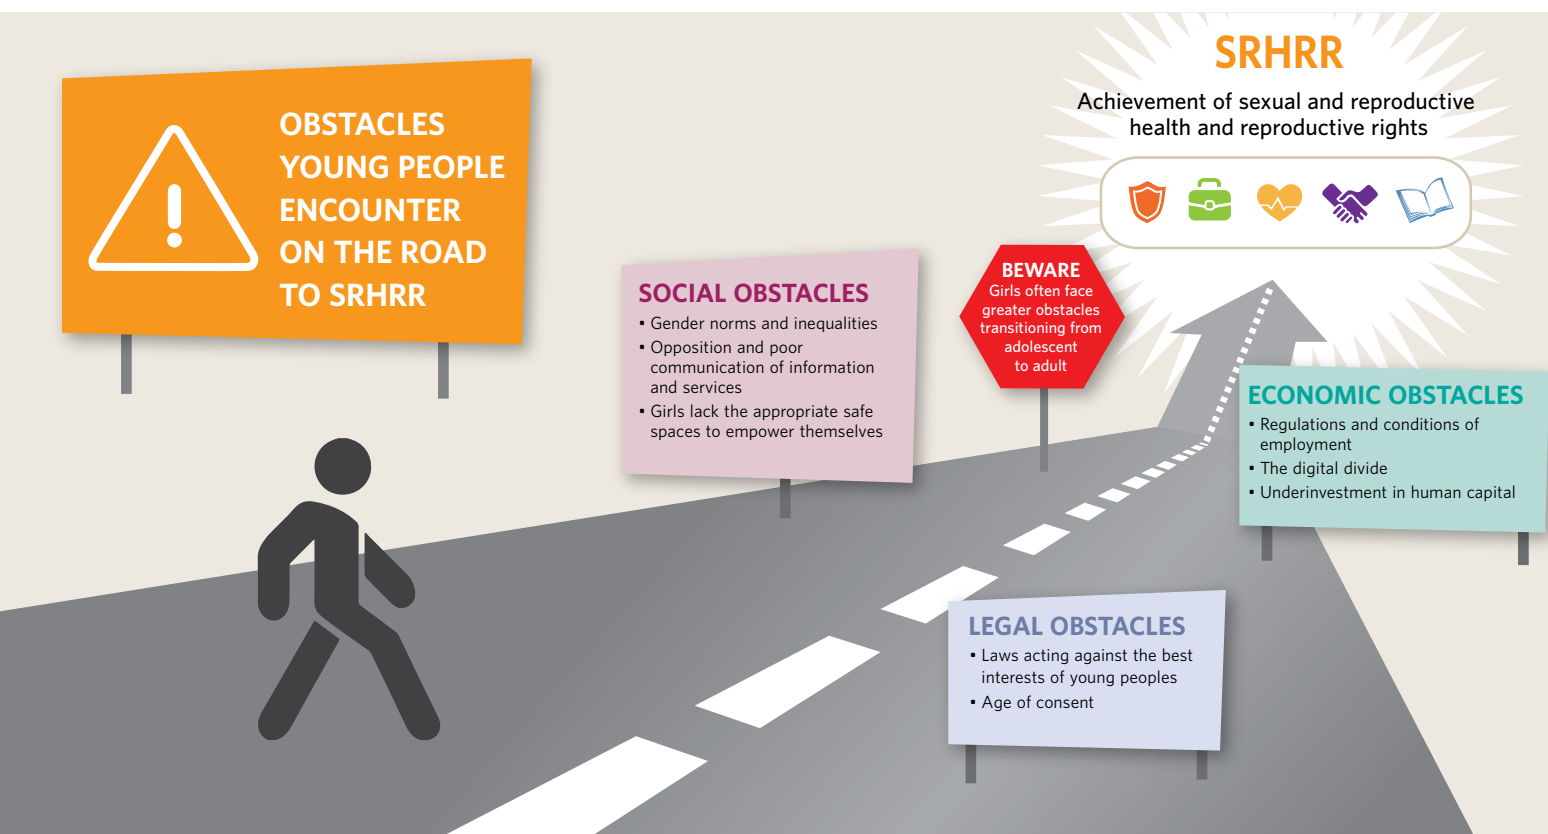 OBSTACLES
YOUNG PEOPLE
ENCOUNTER
ON THE ROAD
TO SRHRR
SRHRR
Achievement of sexual and reproductive
health and reproductive rights
SOCIAL OBSTACLES
• Gender norms and inequalities
• Opposition and poor
communication of information
and services
• Girls lack the appropriate safe
spaces to empower themselves
BEWARE
Girls often face
greater obstacles
transitioning from
adolescent
to adult
ECONOMIC OBSTACLES
• Regulations and conditions of
employment
• The digital divide
• Underinvestment in human capital
LEGAL OBSTACLES
• Laws acting against the best
interests of young peoples
• Age of consent